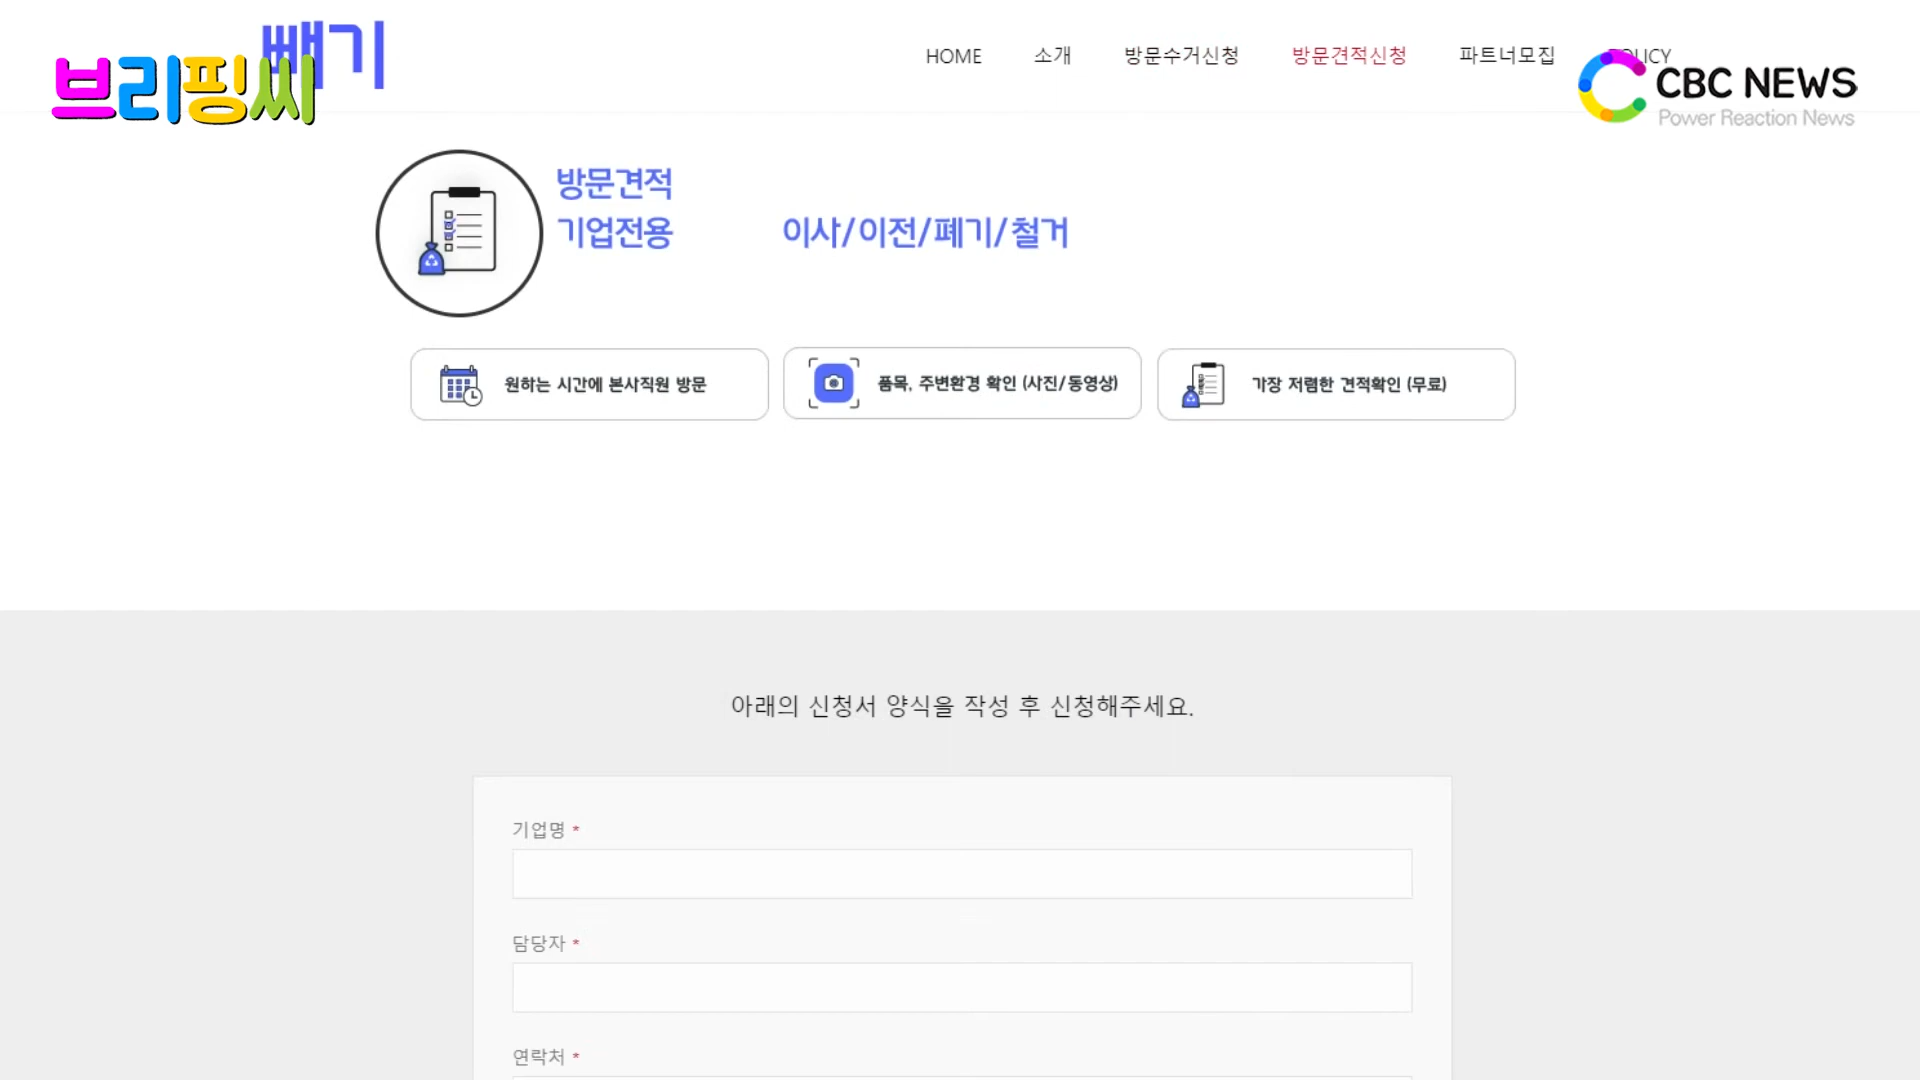 빼기
브리핑씨
HOME 소개 방문수거신청 방문견적신청 파트너모집 POLICY
CBC NEWS
Power Reaction News
방문견적
기업전용 이사/이전/폐기/철거
원하는 시간에 본사직원 방문
품목, 주변환경 확인 (사진/동영상)
가장 저렴한 견적확인 (무료)
아래의 신청서 양식을 작성 후 신청해주세요.
기업명 *
담당자 *
연락처 *